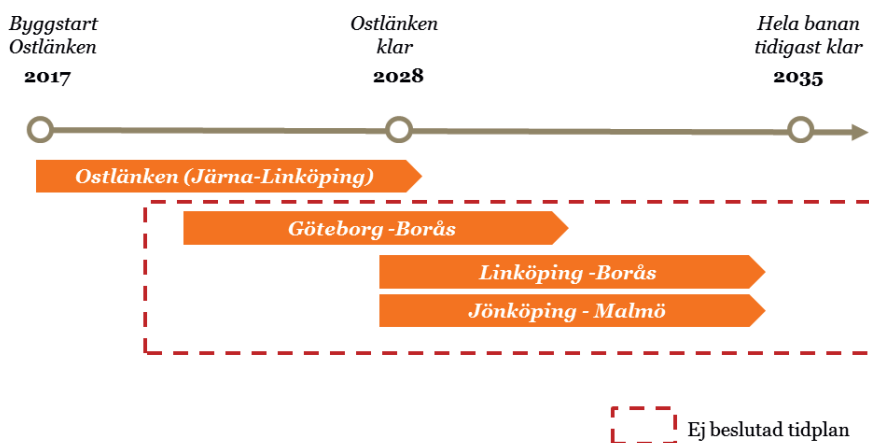 Byggstart
Ostlänken
2017
Ostlänken
klar
2028
Hela banan
tidigast klar
2035
Ostlänken (Järna-Linköping)
Göteborg -Borås
Linköping -Borås
Jönköping - Malmö
Ej beslutad tidplan